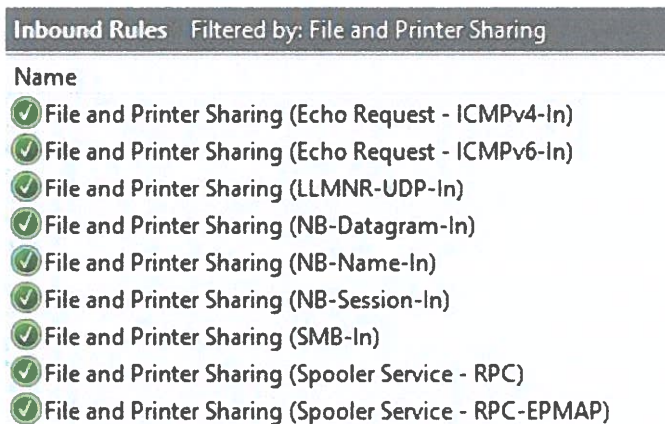 Inbound Rules Filtered by: File and Printer Sharing
Name
File and Printer Sharing (Echo Request - ICMPv4-In)
File and Printer Sharing (Echo Request - ICMPv6-In)
File and Printer Sharing (LLMNR-UDP-In)
File and Printer Sharing (NB-Datagram-In)
File and Printer Sharing (NB-Name-In)
File and Printer Sharing (NB-Session-In)
File and Printer Sharing (SMB-In)
File and Printer Sharing (Spooler Service - RPC)
File and Printer Sharing (Spooler Service - RPC-EPMAP)